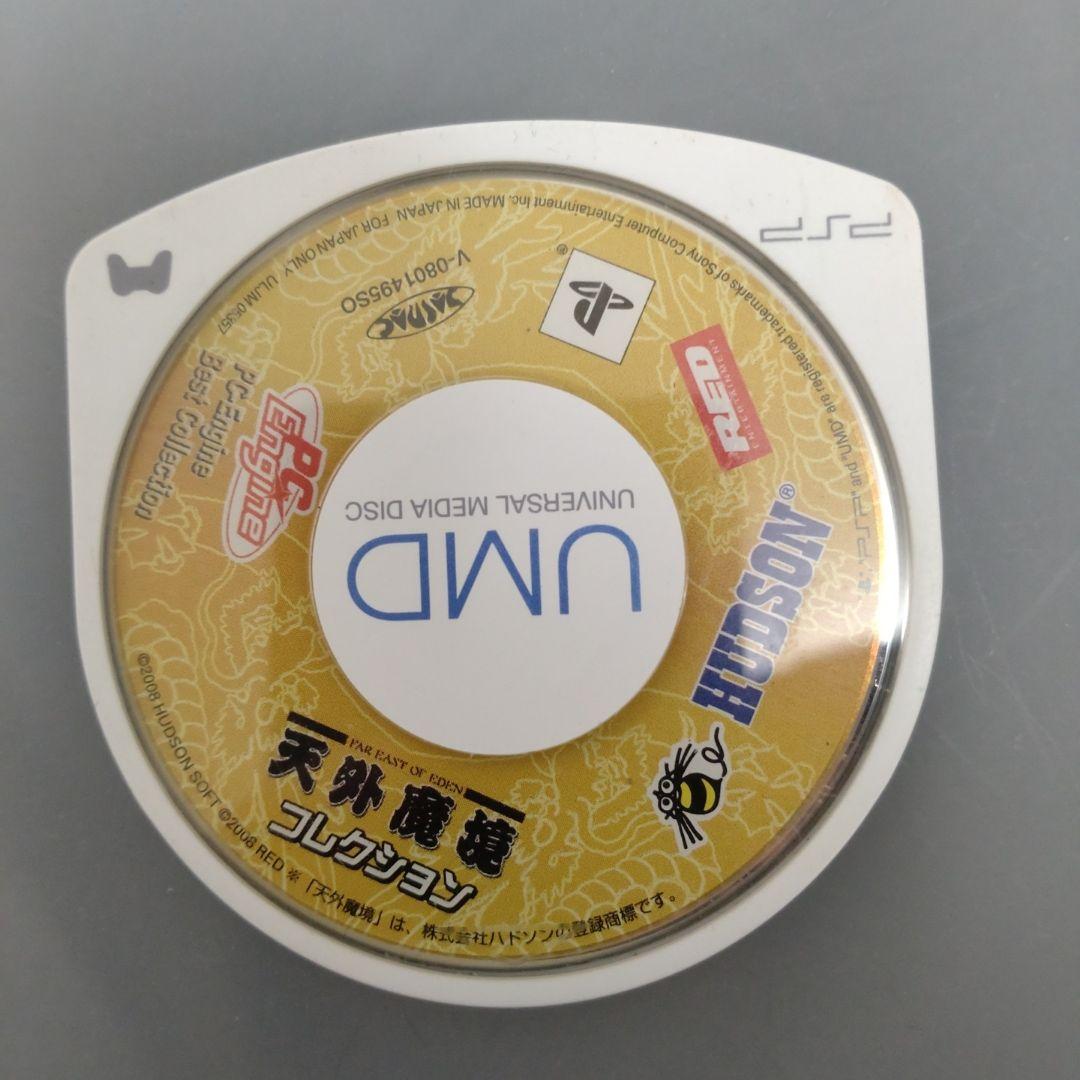 PSP
"PSP" and "UMD" are registered trademarks of Sony Computer Entertainment Inc. MADE IN JAPAN FOR JAPAN ONLY ULJM 05357
®
V-0801495SO
JASRAC
RED
ENTERTAINMENT
HUDSON®
PC
Engine
PC-Engine
Best Collection
UNIVERSAL MEDIA DISC
UMD
FAR EAST OF EDEN
天外魔境
コレクション
©2008 HUDSON SOFT ©2008 RED ※「天外魔境」は、株式会社ハドソンの登録商標です。